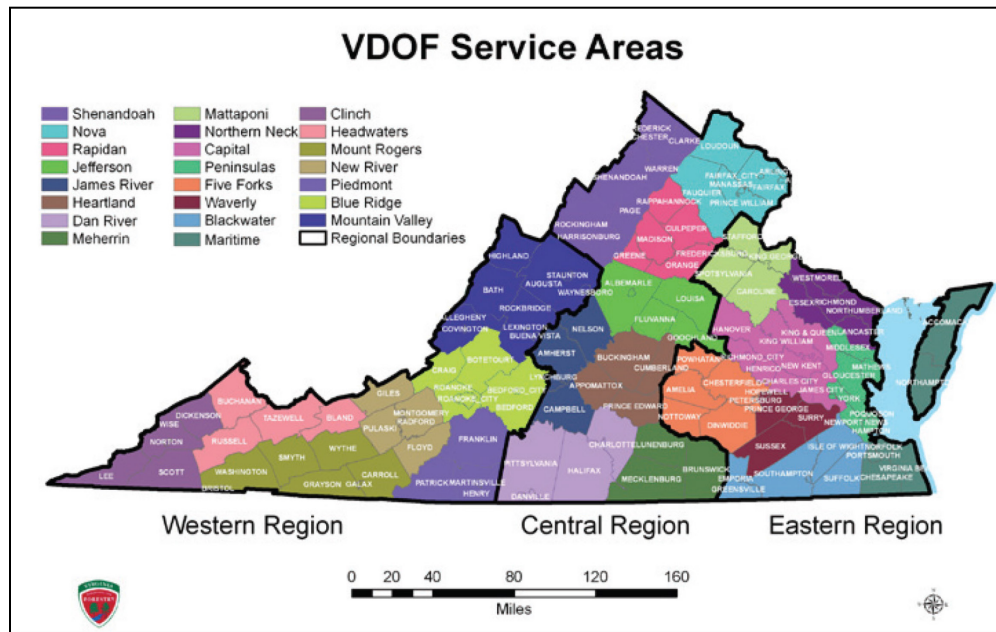 VDOF Service Areas
Shenandoah
Nova
Rapidan
Jefferson
James River
Heartland
Dan River
Meherrin
Mattaponi
Northern Neck
Capital
Peninsulas
Five Forks
Waverly
Blackwater
Maritime
Clinch
Headwaters
Mount Rogers
New River
Piedmont
Blue Ridge
Mountain Valley
Regional Boundaries
CLARKE
LOUDOUN
WARREN
SHENANDOAH
FAIRFAX_CITY
MANASSAS
FAIRFAX
FAUQUIER
PRINCE WILLIAM
RAPPAHANNOCK
PAGE
ROCKINGHAM
HARRISONBURG
CULPEPER
MADISON
GREENE
ORANGE
FREDERICKSBURG
STAFFORD
KING GEORGE
SPOTSYLVANIA
CAROLINE
HIGHLAND
STAUNTON
AUGUSTA
WAYNESBORO
BATH
ROCKBRIDGE
LEXINGTON
BUENA VISTA
ALLEGHENY
COVINGTON
ALBEMARLE
LOUISA
FLUVANNA
GOOCHLAND
NELSON
AMHERST
LYNCHBURG
CAMPBELL
BUCKINGHAM
CUMBERLAND
APPOMATTOX
PRINCE EDWARD
ESSEX
RICHMOND
NORTHUMBERLAND
LANCASTER
HANOVER
KING & QUEEN
KING WILLIAM
NEW KENT
HENRICO
CHARLES CITY
JAMES CITY
MIDDLESEX
MATHEWS
GLOUCESTER
YORK
POQUOSON
NEWPORT NEWS
HAMPTON
ACCOMACK
NORTHAMPTON
POWHATAN
AMELIA
CHESTERFIELD
HOPEWELL
PETERSBURG
PRINCE GEORGE
NOTTOWAY
DINWIDDIE
SURRY
SUSSEX
ISLE OF WIGHT
NORFOLK
PORTSMOUTH
CHESAPEAKE
SOUTHAMPTON
SUFFOLK
EMPORIA
GREENSVILLE
BRUNSWICK
CHARLOTTE
LUNENBURG
MECKLENBURG
PITTSYLVANIA
HALIFAX
DANVILLE
BOTETOURT
CRAIG
ROANOKE
ROANOKE_CITY
BEDFORD_CITY
BEDFORD
GILES
MONTGOMERY
RADFORD
PULASKI
FLOYD
FRANKLIN
PATRICK
MARTINSVILLE
HENRY
BUCHANAN
TAZEWELL
BLAND
RUSSELL
DICKENSON
WISE
NORTON
LEE
SCOTT
WASHINGTON
BRISTOL
SMYTH
WYTHE
GRAYSON
GALAX
CARROLL
Western Region
Central Region
Eastern Region
0 20 40 80 120 160
Miles